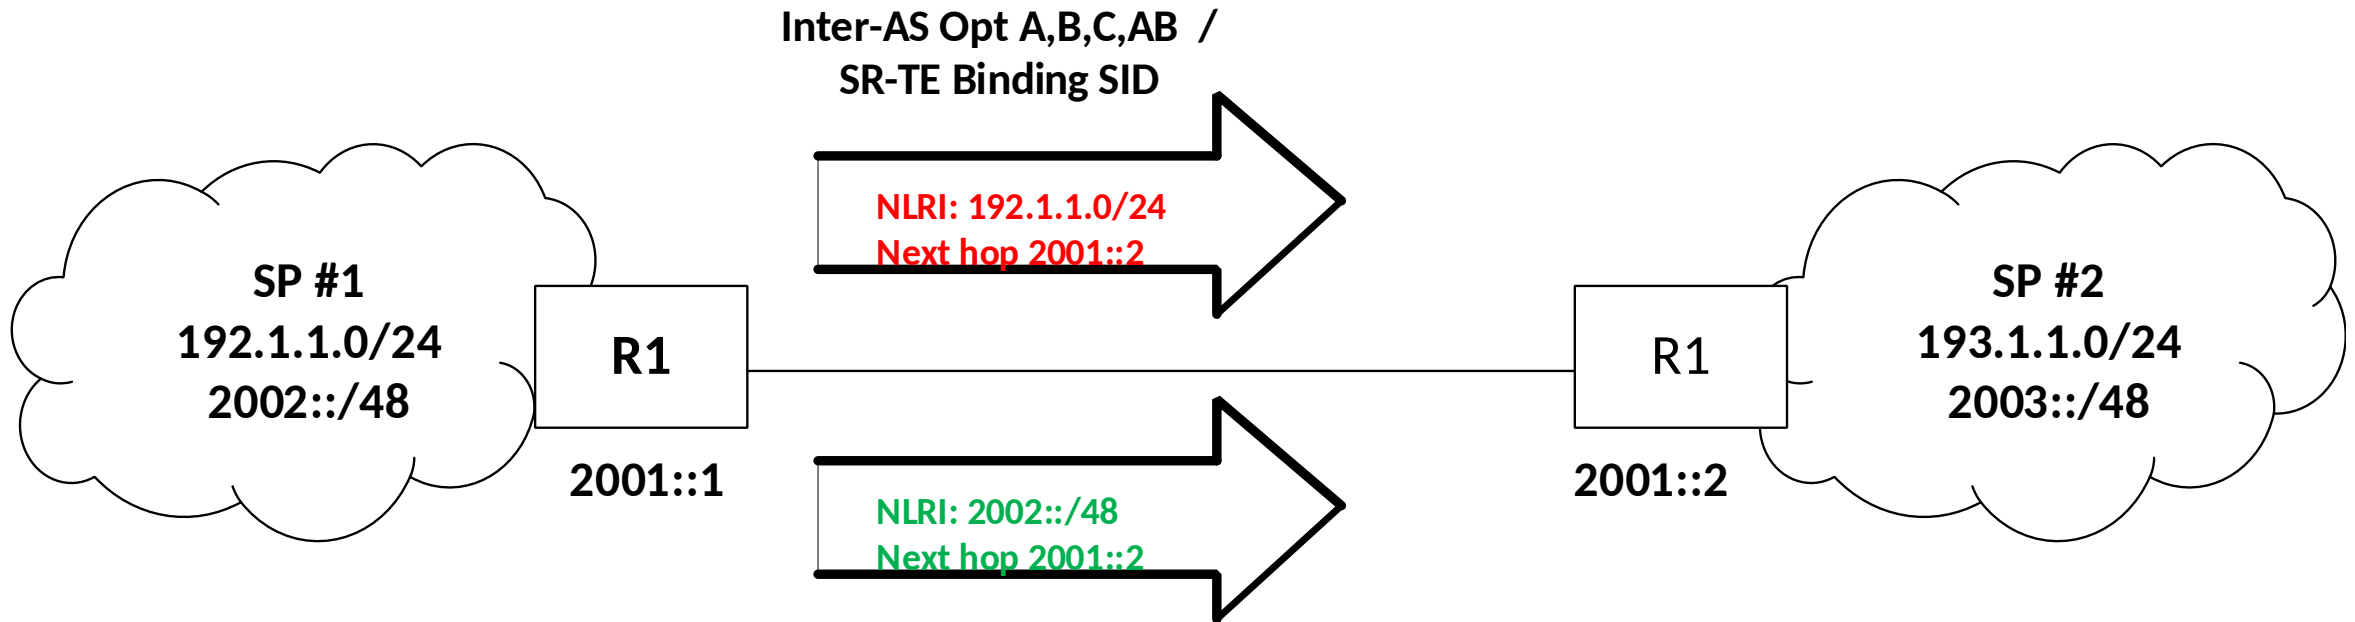 Inter-AS Opt A,B,C,AB /
SR-TE Binding SID
NLRI: 192.1.1.0/24
Next hop 2001::2
SP #1
192.1.1.0/24
2002::/48
R1
2001::1
R1
2001::2
SP #2
193.1.1.0/24
2003::/48
NLRI: 2002::/48
Next hop 2001::2